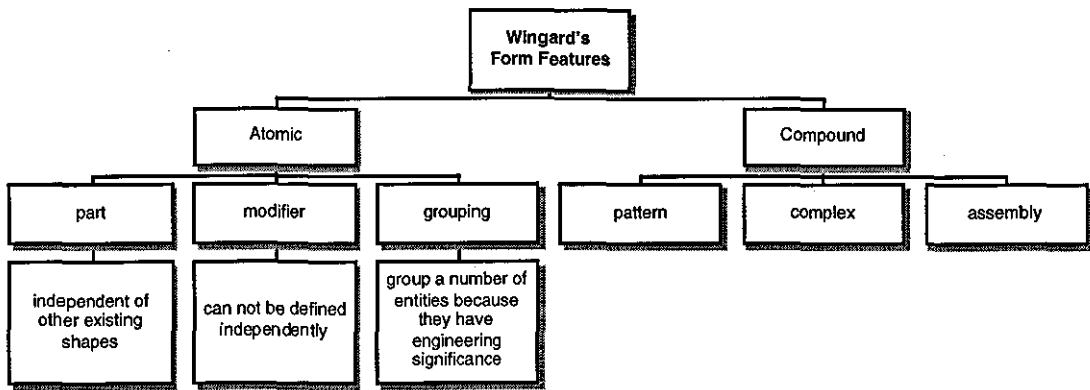 Wingard's
Form Features
Atomic
Compound
part
modifier
grouping
pattern
complex
assembly
independent of
other existing
shapes
can not be defined
independently
group a number of
entities because
they have
engineering
significance